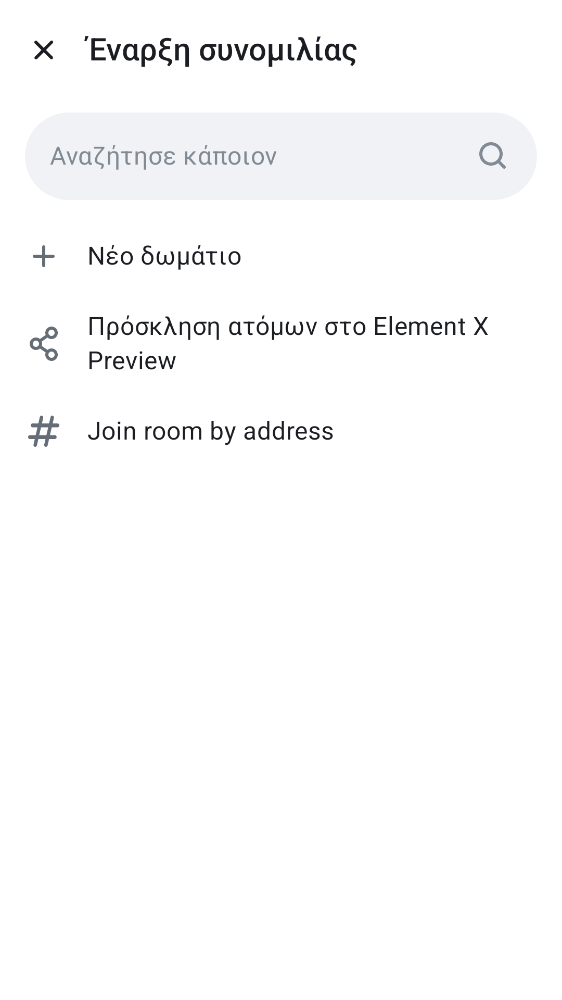 Έναρξη συνομιλίας
Αναζήτησε κάποιον
Νέο δωμάτιο
Πρόσκληση ατόμων στο Element X
Preview
Join room by address